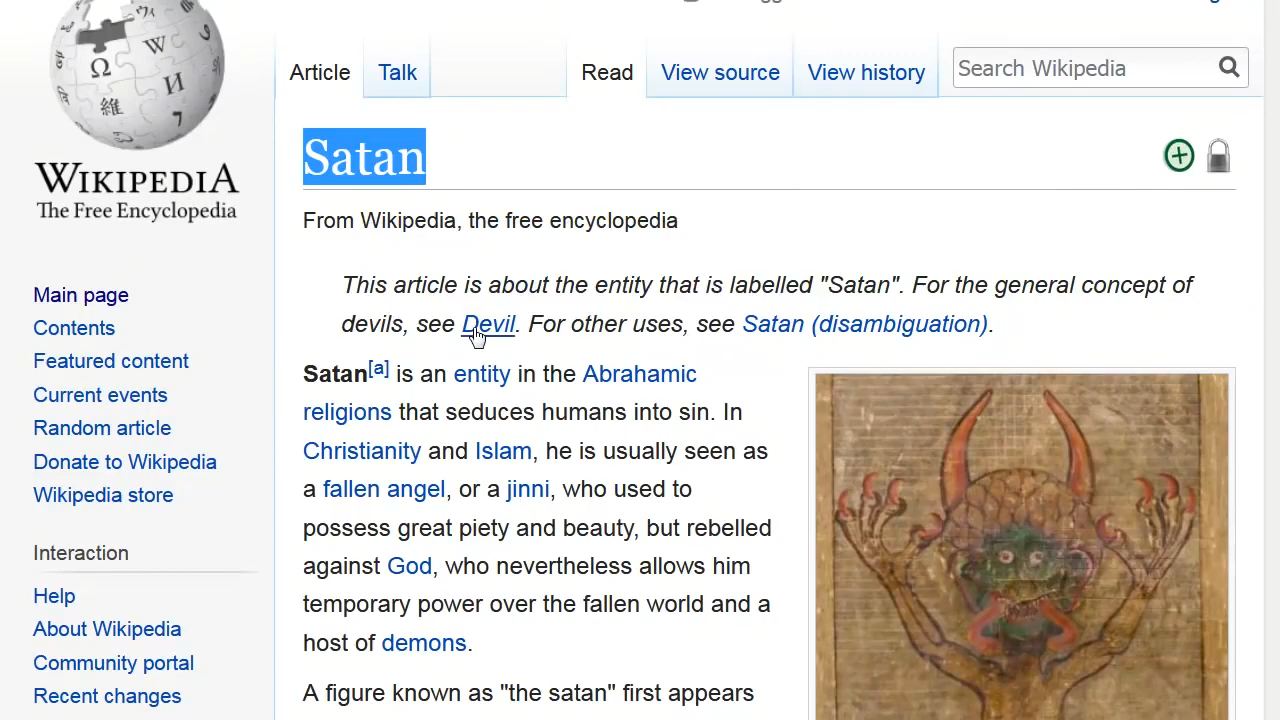 Article
Talk
Read
View source
View history
Search Wikipedia
Ω
W
И
維
7
WIKIPEDIA
The Free Encyclopedia
Main page
Contents
Featured content
Current events
Random article
Donate to Wikipedia
Wikipedia store
Interaction
Help
About Wikipedia
Community portal
Recent changes
Satan
From Wikipedia, the free encyclopedia
This article is about the entity that is labelled "Satan". For the general concept of
devils, see Devil. For other uses, see Satan (disambiguation).
Satan[a] is an entity in the Abrahamic
religions that seduces humans into sin. In
Christianity and Islam, he is usually seen as
a fallen angel, or a jinni, who used to
possess great piety and beauty, but rebelled
against God, who nevertheless allows him
temporary power over the fallen world and a
host of demons.
A figure known as "the satan" first appears